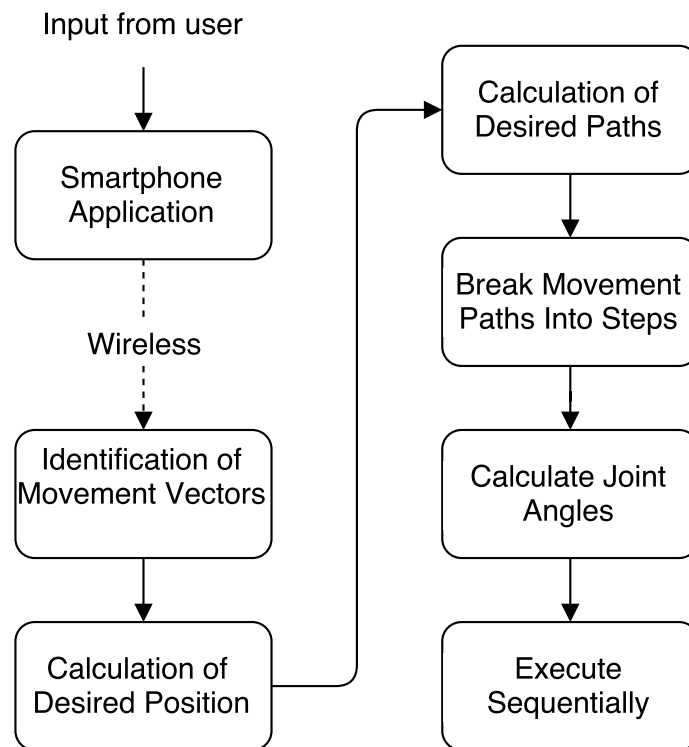 Input from user
Smartphone
Application
Wireless
Identification of
Movement Vectors
Calculation of
Desired Position
Calculation of
Desired Paths
Break Movement
Paths Into Steps
Calculate Joint
Angles
Execute
Sequentially